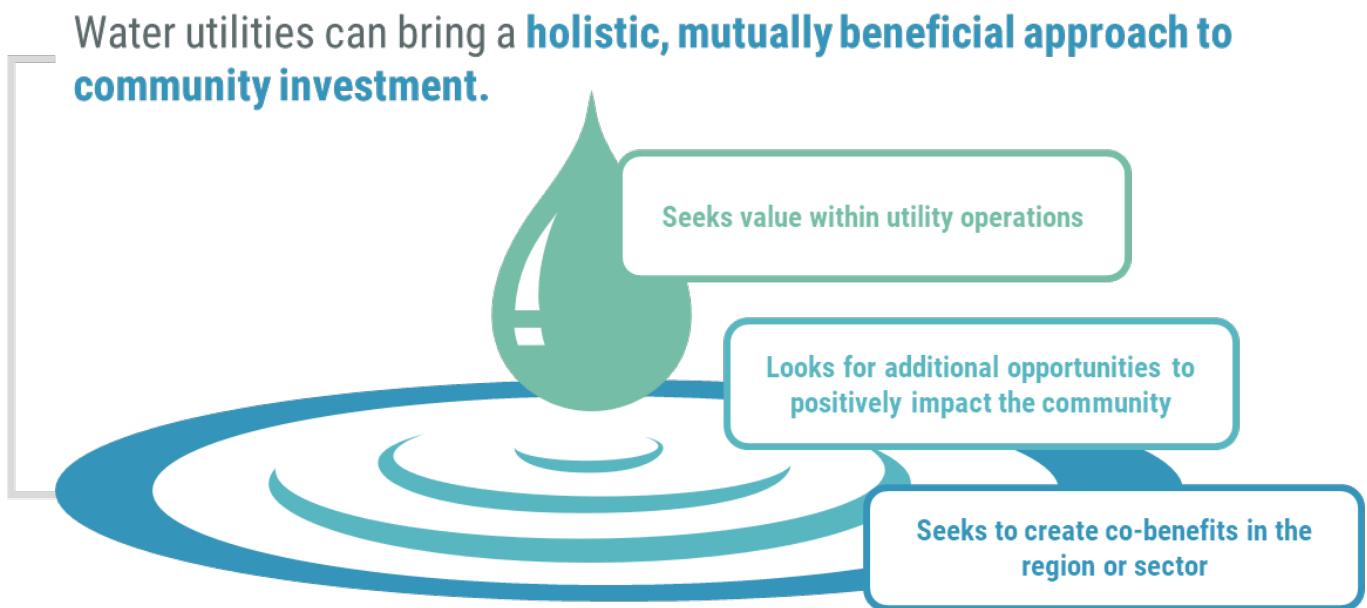 Water utilities can bring a holistic, mutually beneficial approach to
community investment.
Seeks value within utility operations
Looks for additional opportunities to
positively impact the community
Seeks to create co-benefits in the
region or sector